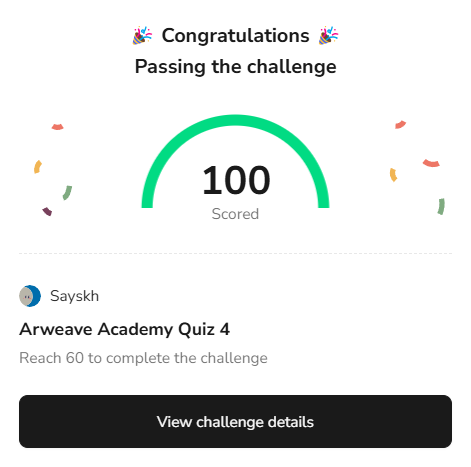 🎉 Congratulations 🎉
Passing the challenge
100
Scored
Sayskh
Arweave Academy Quiz 4
Reach 60 to complete the challenge
View challenge details